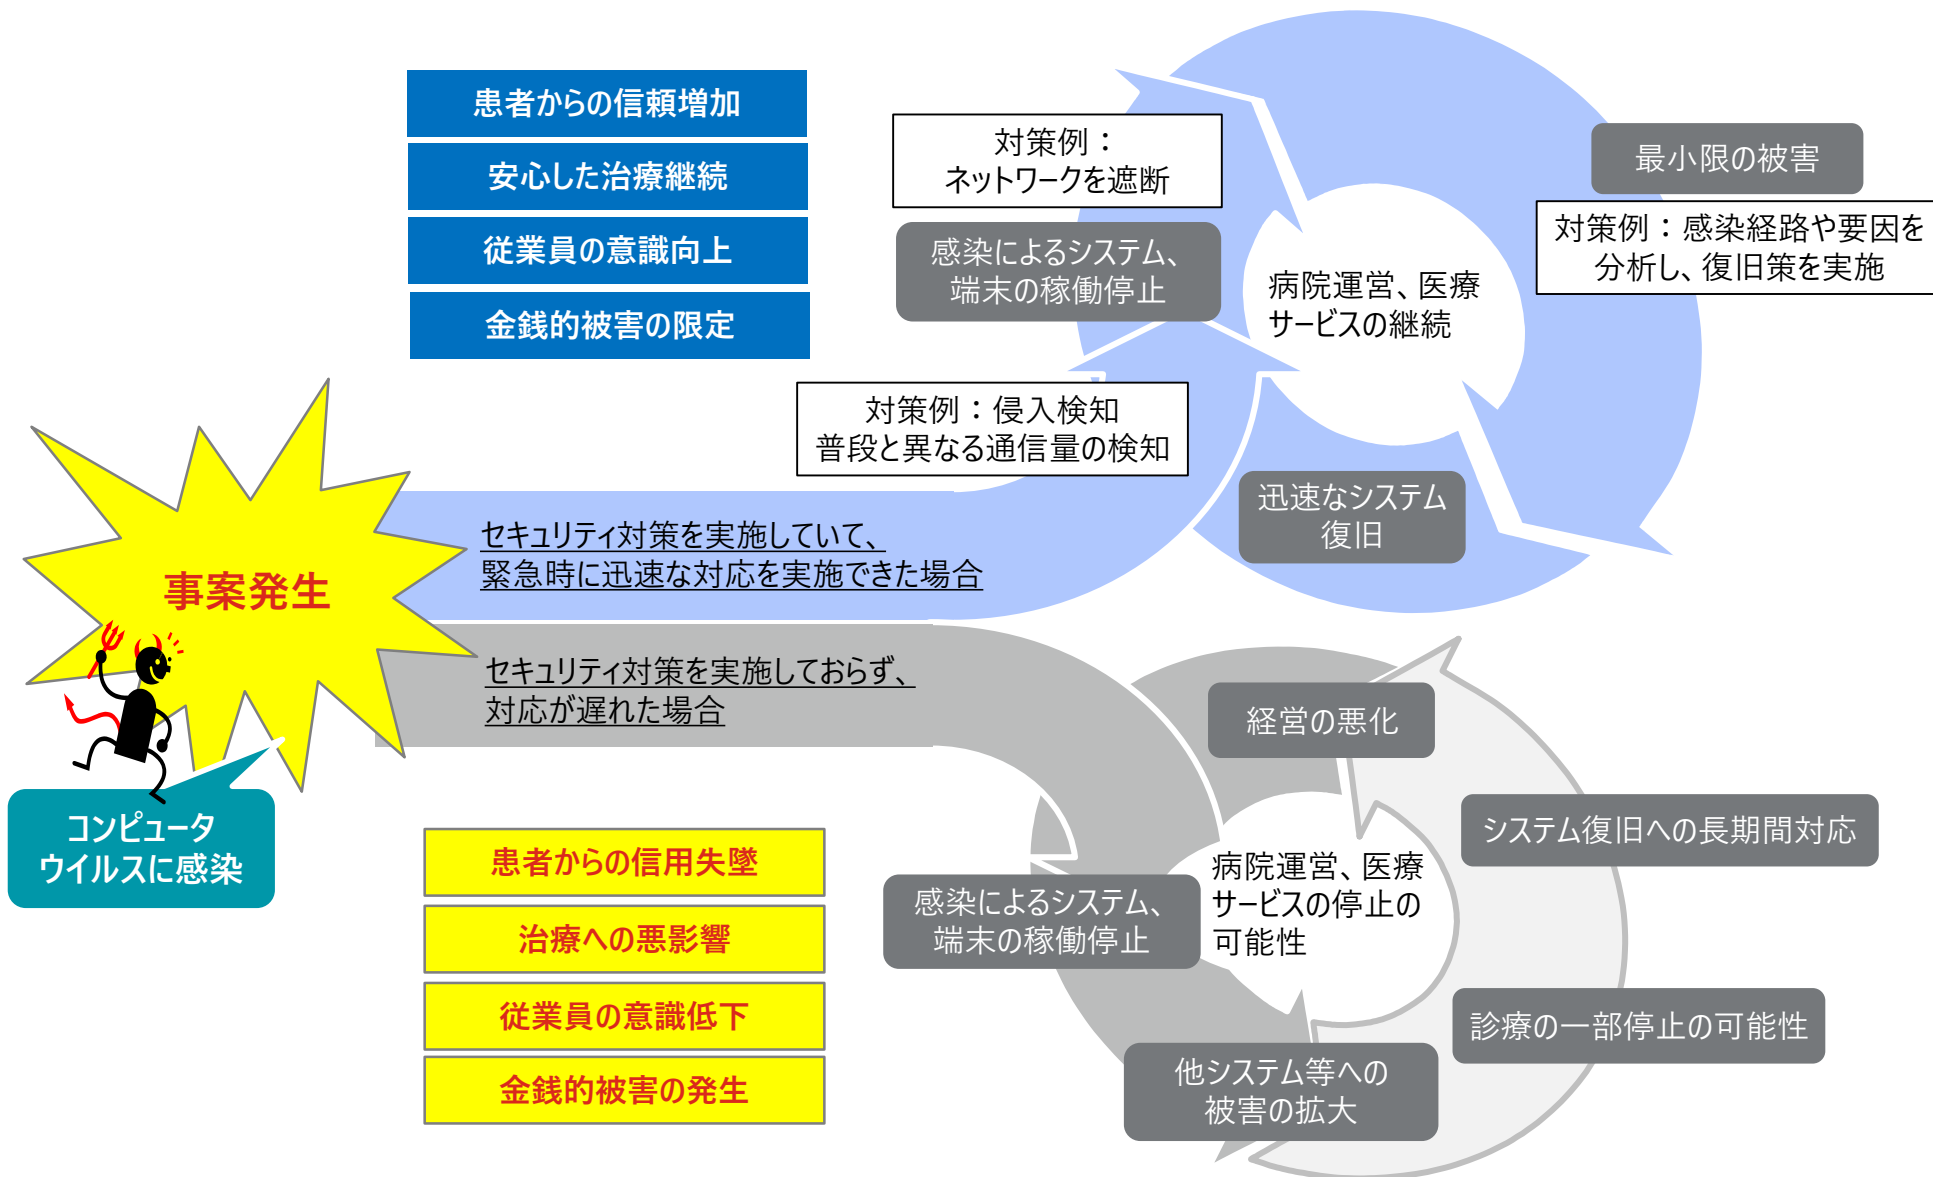 患者からの信頼増加
安心した治療継続
従業員の意識向上
金銭的被害の限定
対策例：
ネットワークを遮断
感染によるシステム、
端末の稼働停止
最小限の被害
対策例：感染経路や要因を
分析し、復旧策を実施
病院運営、医療
サービスの継続
対策例：侵入検知
普段と異なる通信量の検知
迅速なシステム
復旧
セキュリティ対策を実施していて、
緊急時に迅速な対応を実施できた場合
事案発生
セキュリティ対策を実施しておらず、
対応が遅れた場合
コンピュータ
ウイルスに感染
患者からの信用失墜
治療への悪影響
従業員の意識低下
金銭的被害の発生
経営の悪化
システム復旧への長期間対応
病院運営、医療
サービスの停止の
可能性
感染によるシステム、
端末の稼働停止
診療の一部停止の可能性
他システム等への
被害の拡大